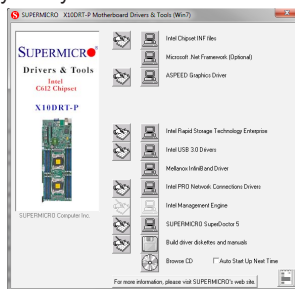 SUPERMICRO X10DRT-P Motherboard Drivers & Tools (Win7)
SUPERMICRO
Drivers & Tools
Intel
C612 Chipset
X10DRT-P
SUPERMICRO Computer Inc.
Intel Chipset INF files
Microsoft .Net Framework (Optional)
ASPEED Graphics Driver
Intel Rapid Storage Technology Enterprise
Intel USB 3.0 Drivers
Mellanox InfiniBand Driver
Intel PRO Network Connections Drivers
Intel Management Engine
SUPERMICRO SuperDoctor 5
Build driver diskettes and manuals
Browse CD
Auto Start Up Next Time
For more information, please visit SUPERMICRO's web site.